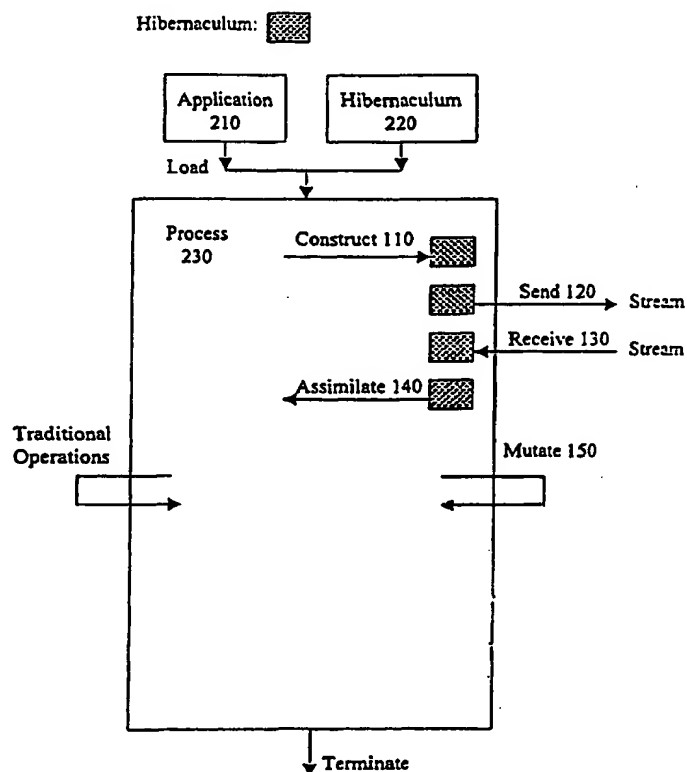 Hibernaculum:
Application
210
Hibernaculum
220
Load
Process
230
Construct 110
Send 120
Stream
Receive 130
Stream
Assimilate 140
Traditional
Operations
Mutate 150
Terminate